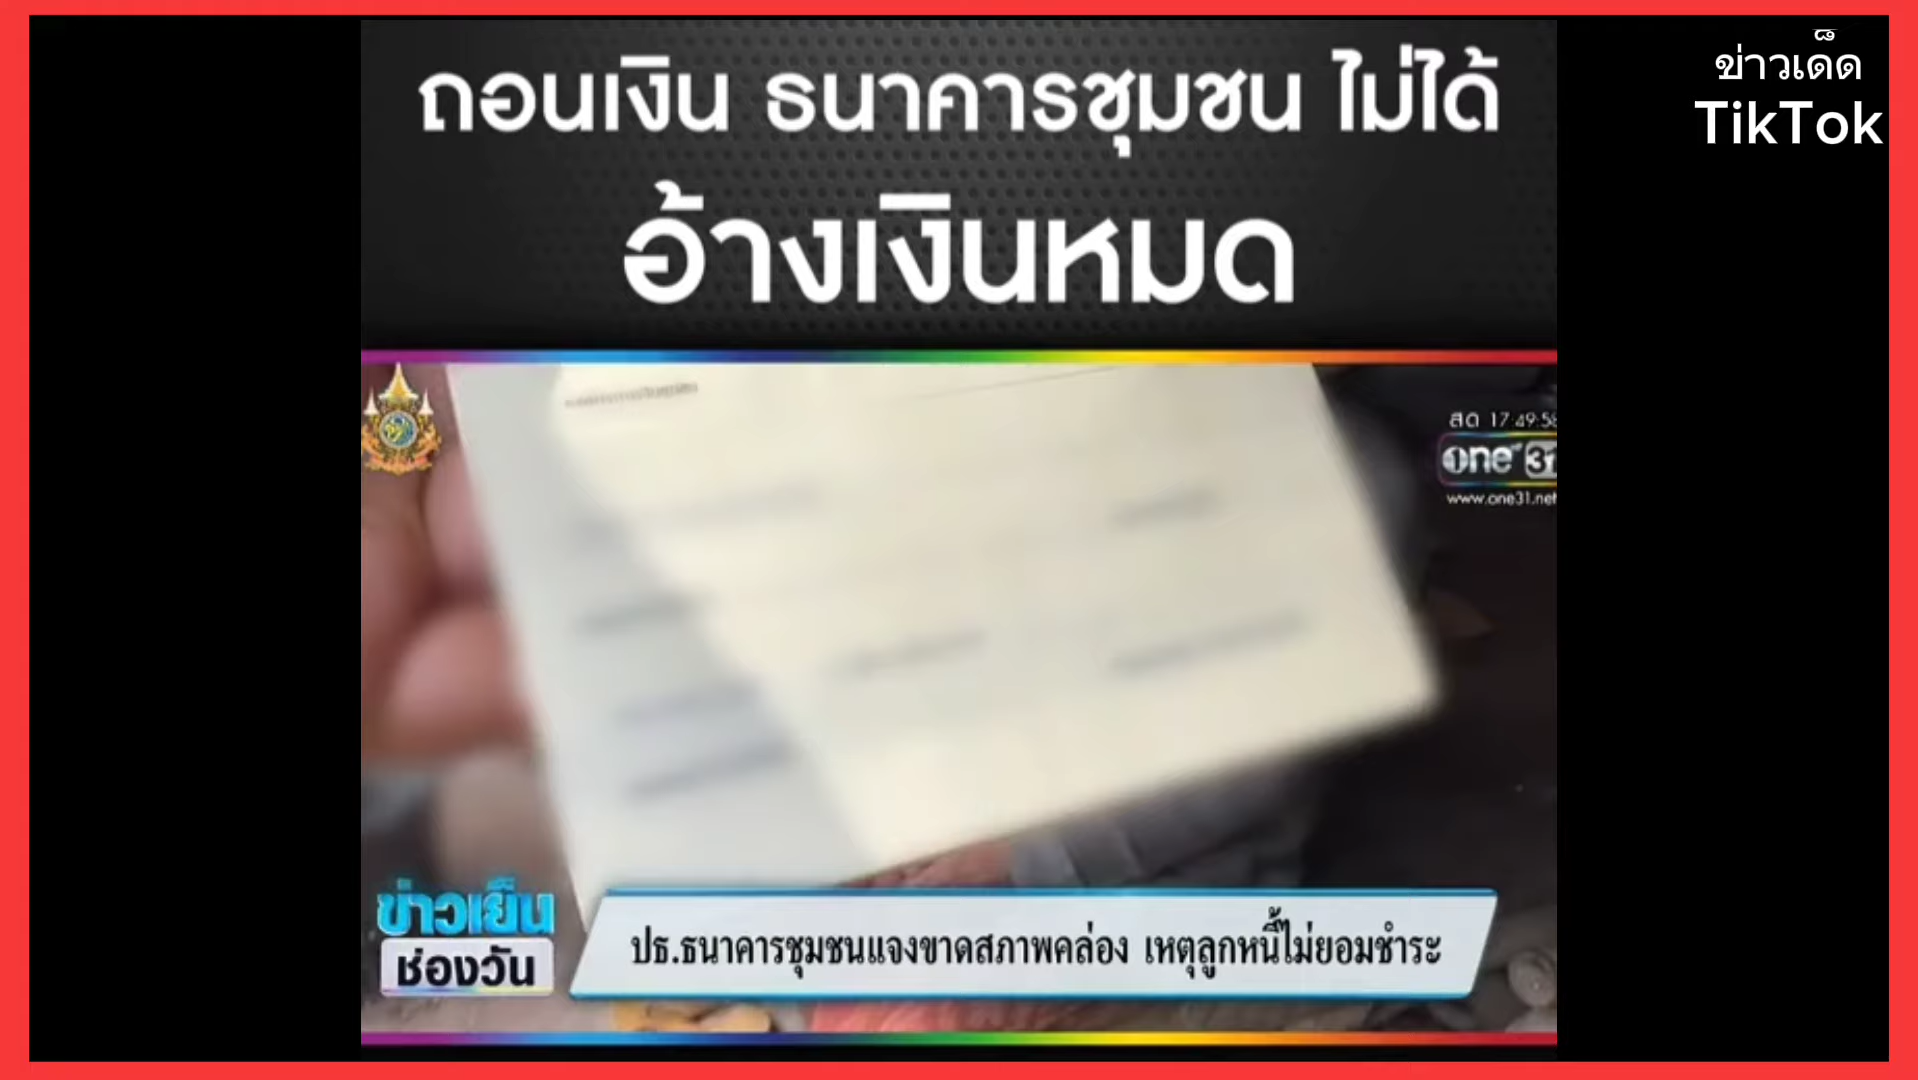 ถอนเงิน ธนาคารชุมชน ไม่ได้
อ้างเงินหมด
ข่าวเด็ด
TikTok
สด 17:49:58
one 31
www.one31.net
ข่าวเย็น
ช่องวัน
ปธ.ธนาคารชุมชนแจงขาดสภาพคล่อง เหตุลูกหนี้ไม่ยอมชำระ